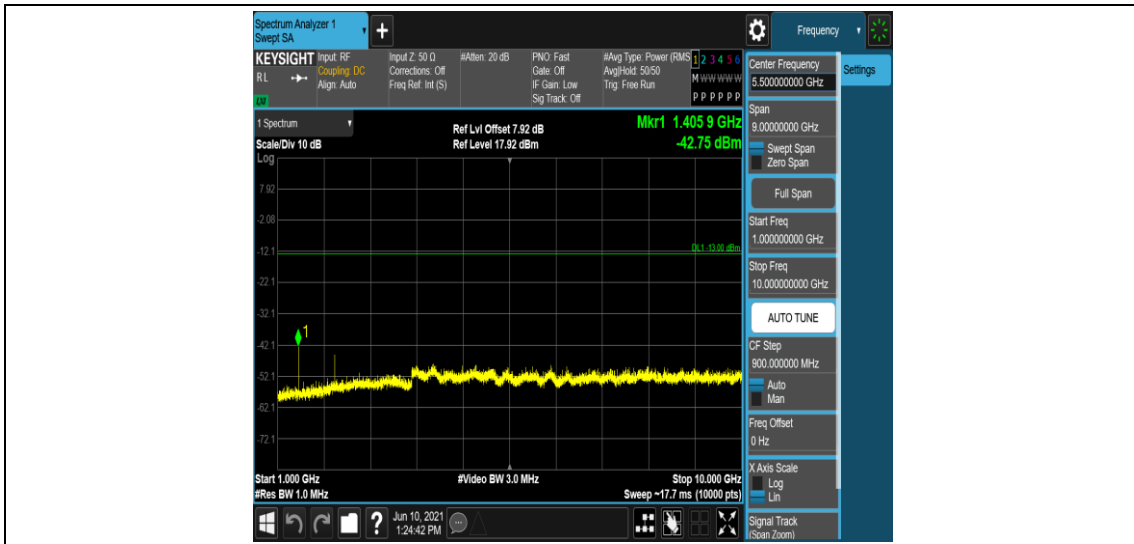 Spectrum Analyzer 1
Swept SA
+
Frequency
KEYSIGHT
RL
LXI
Input: RF
Coupling: DC
Align: Auto
Input Z: 50 Ω
Corrections: Off
Freq Ref: Int (S)
#Atten: 20 dB
PNO: Fast
Gate: Off
IF Gain: Low
Sig Track: Off
#Avg Type: Power (RMS
Avg|Hold: 50/50
Trig: Free Run
1 2 3 4 5 6
M W W W W W
P P P P P P
Center Frequency
5.500000000 GHz
Settings
Span
9.00000000 GHz
Swept Span
Zero Span
Full Span
Start Freq
1.000000000 GHz
Stop Freq
10.000000000 GHz
AUTO TUNE
CF Step
900.000000 MHz
Auto
Man
Freq Offset
0 Hz
X Axis Scale
Log
Lin
Signal Track
(Span Zoom)
1 Spectrum
Scale/Div 10 dB
Ref Lvl Offset 7.92 dB
Ref Level 17.92 dBm
Mkr1 1.405 9 GHz
-42.75 dBm
Log
7.92
-2.08
-12.1
DL1 -13.00 dBm
-22.1
-32.1
1
-42.1
-52.1
-62.1
-72.1
Start 1.000 GHz
#Video BW 3.0 MHz
Stop 10.000 GHz
#Res BW 1.0 MHz
Sweep ~17.7 ms (10000 pts)
?
Jun 10, 2021
1:24:42 PM